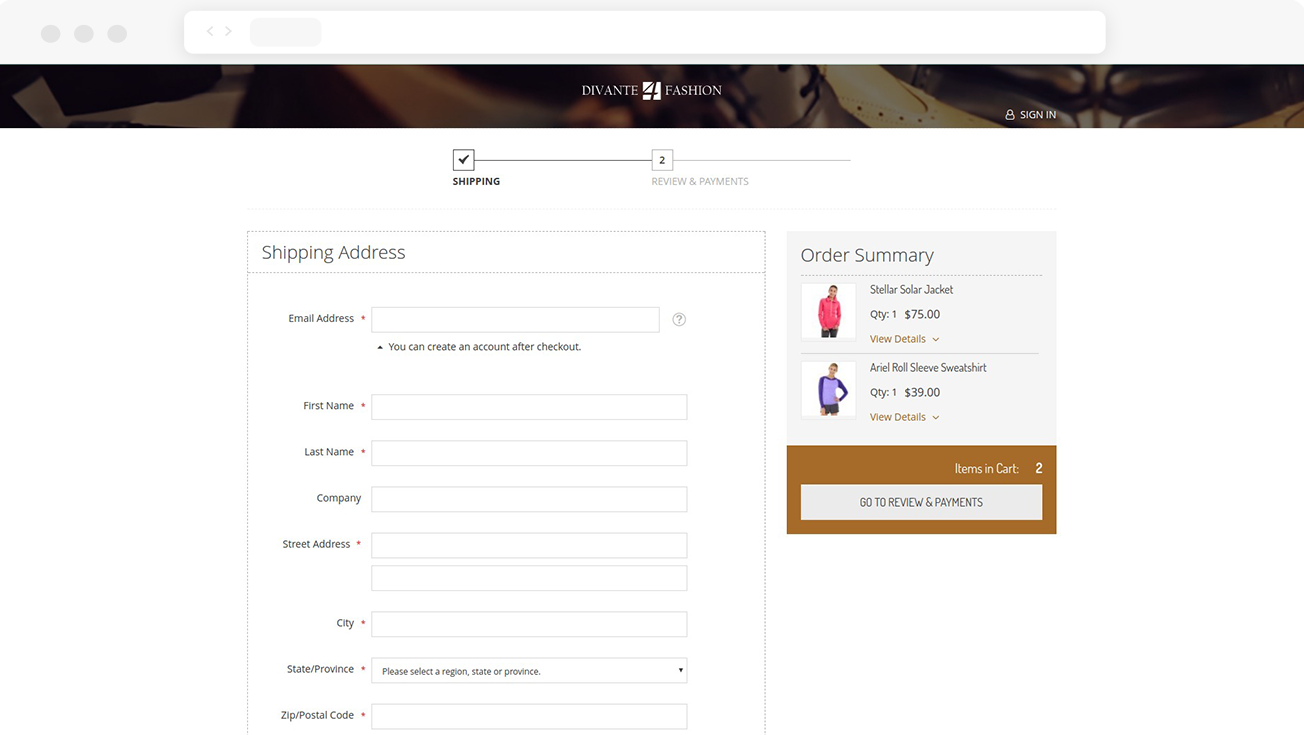 DIVANTE 4 FASHION
SIGN IN
2
SHIPPING
REVIEW & PAYMENTS
Shipping Address
Email Address *
?
You can create an account after checkout.
First Name *
Last Name *
Company
Street Address *
City *
State/Province *
Please select a region, state or province.
Zip/Postal Code *
Order Summary
Stellar Solar Jacket
Qty: 1 $75.00
View Details
Ariel Roll Sleeve Sweatshirt
Qty: 1 $39.00
View Details
Items in Cart: 2
GO TO REVIEW & PAYMENTS